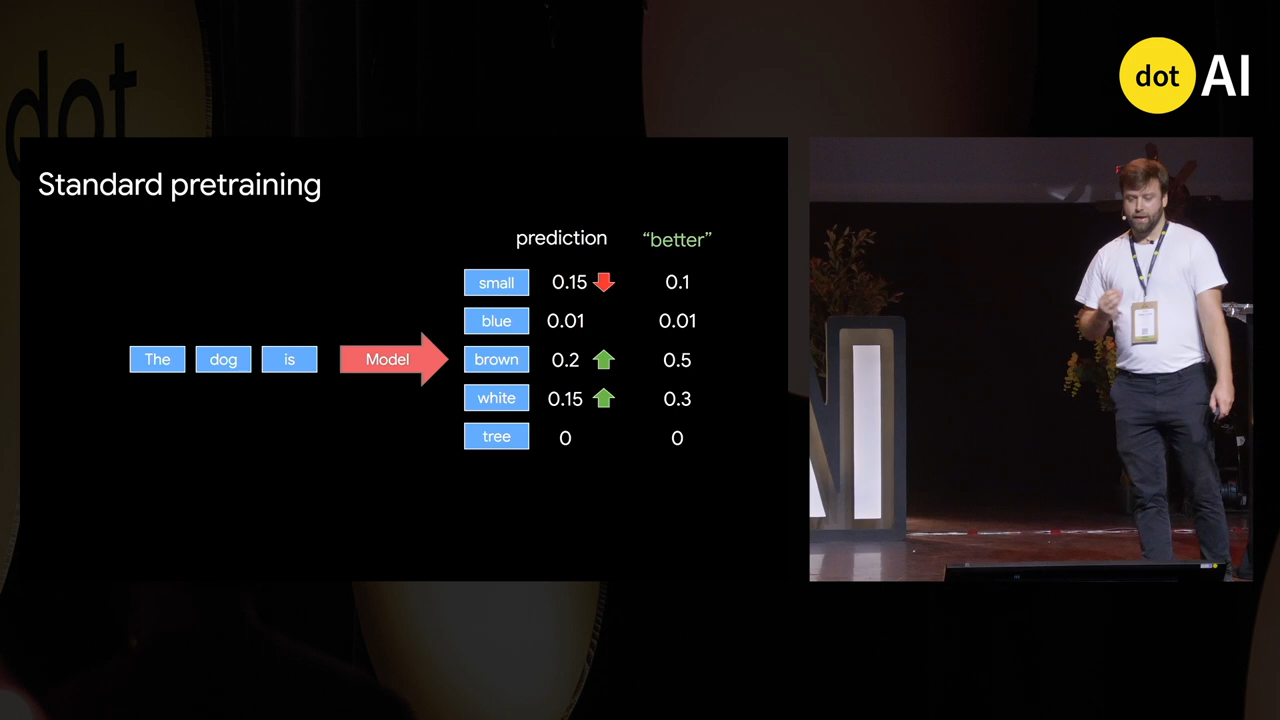 dot
dot AI
Standard pretraining
prediction “better”
small 0.15 0.1
blue 0.01 0.01
The dog is Model brown 0.2 0.5
white 0.15 0.3
tree 0 0